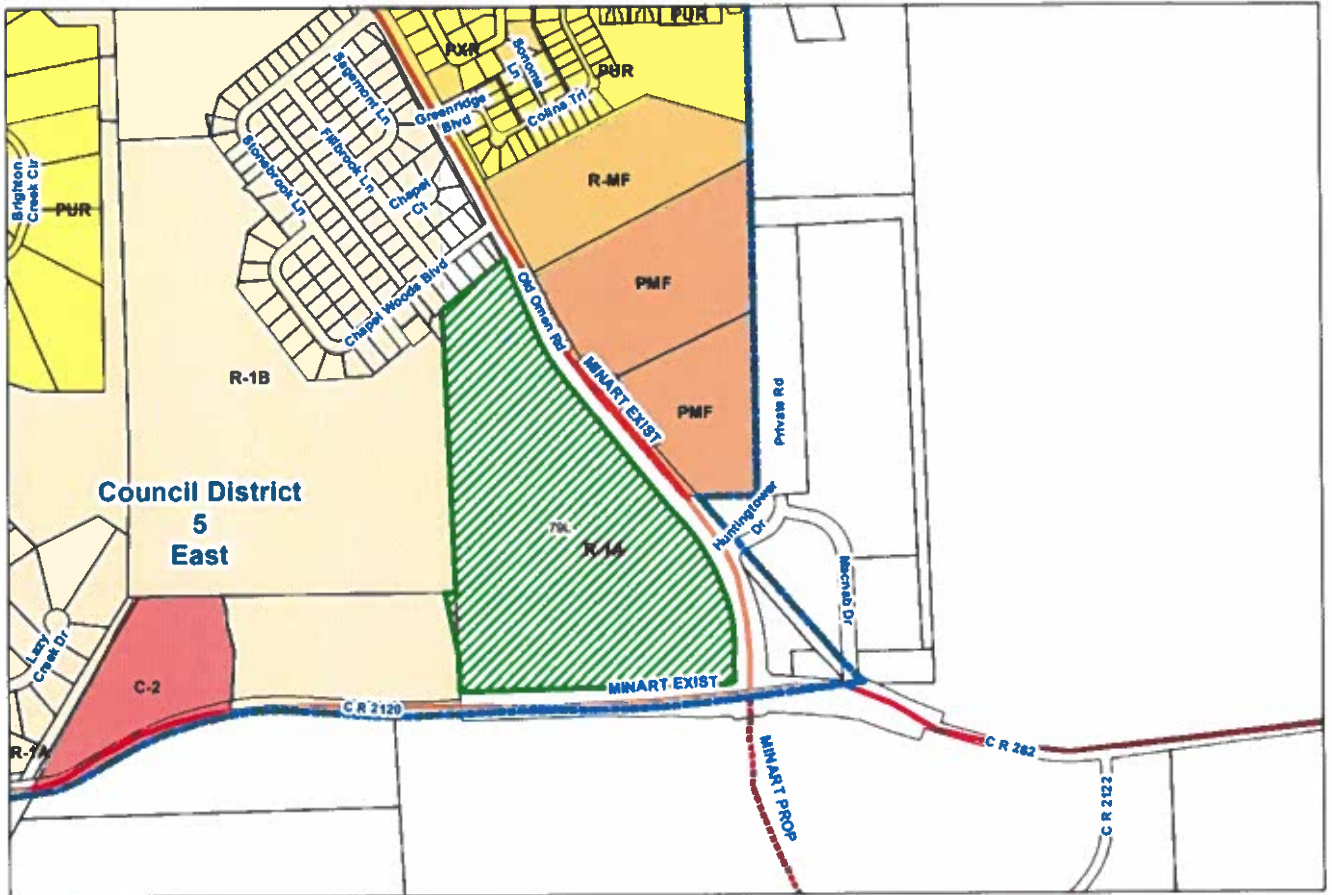 PUR
PXR
Sonoma
Ln
PUR
Sagemont Ln
Greenridge
Blvd
Colina Trl
Fillbrook Ln
Stonebrook Ln
Brighton
Creek Cir
PUR
R-MF
Chapel
Ct
PMF
Chapel Woods Blvd
Old Omen Rd
R-1B
MINART EXIST
PMF
Private Rd
Council District
5
East
Huntingtower
Dr
R-1A
Macnab Dr
Lazy
Creek Dr
C-2
MINART EXIST
C R 2120
R-1A
C R 262
MINART PROP
C R 2122